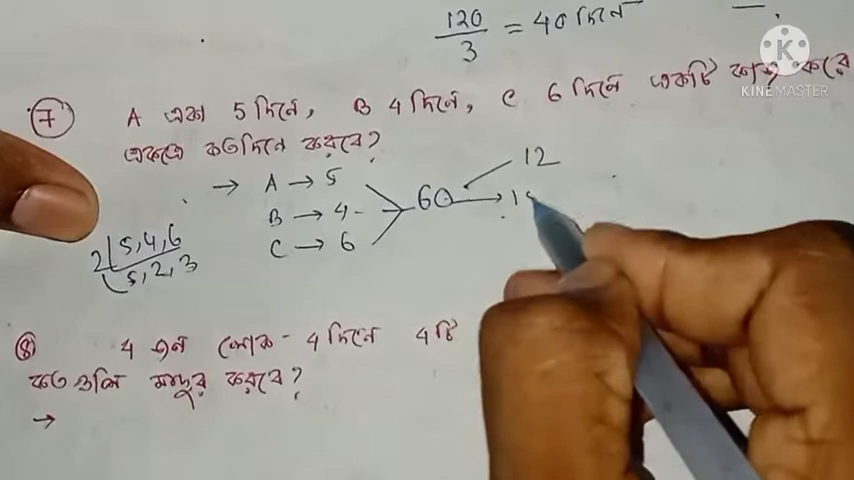 120/3 = 40 দিনে
KINEMASTER
7 A একা 5 দিনে, B 4 দিনে, C 6 দিনে একটি কাজ করে
একত্রে কতদিনে করবে?
→ A → 5
B → 4
C → 6
60
12
2 | 5, 4, 6
5, 2, 3
8 4 জন লোক 4 দিনে 4টি
কতগুলি মাদুর করবে?
→